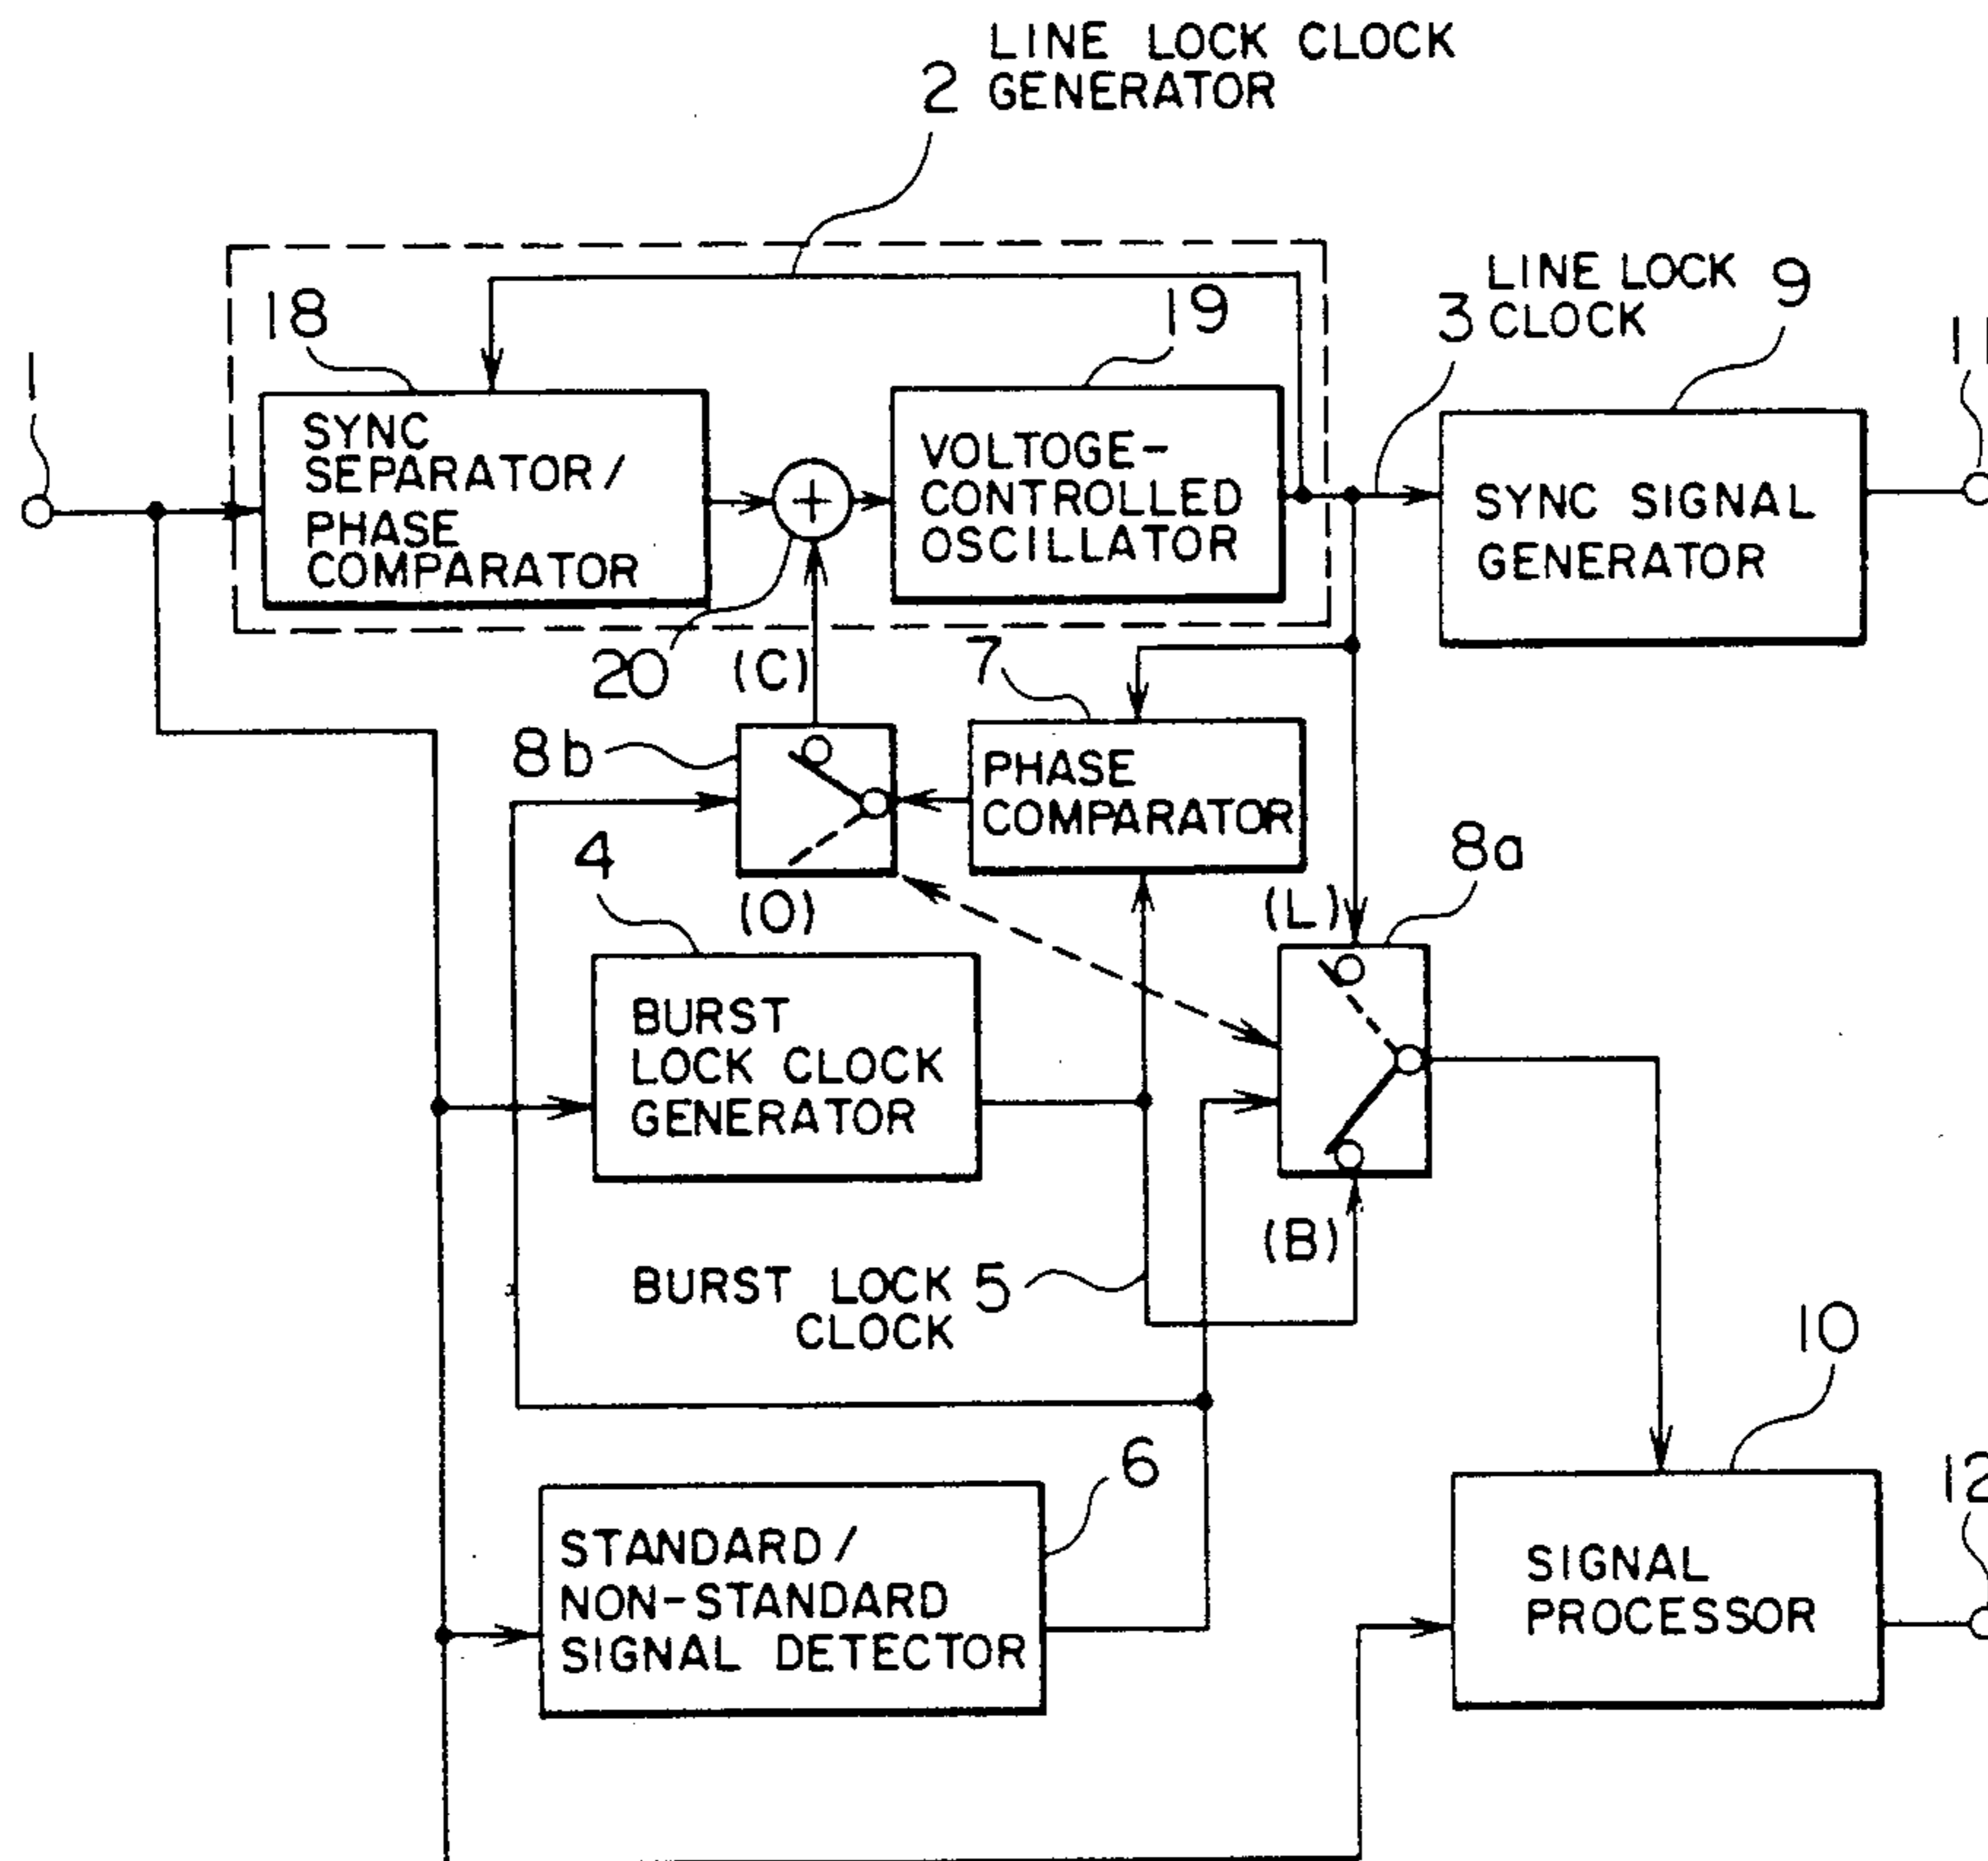 LINE LOCK CLOCK
2 GENERATOR
LINE LOCK
3 CLOCK
9
18
19
1
11
SYNC
SEPARATOR/
PHASE
COMPARATOR
+
VOLTOGE-
CONTROLLED
OSCILLATOR
SYNC SIGNAL
GENERATOR
20
(C)
7
8b
PHASE
COMPARATOR
4
(O)
(L)
8a
BURST
LOCK CLOCK
GENERATOR
(B)
BURST LOCK 5
CLOCK
10
6
12
STANDARD/
NON-STANDARD
SIGNAL DETECTOR
SIGNAL
PROCESSOR